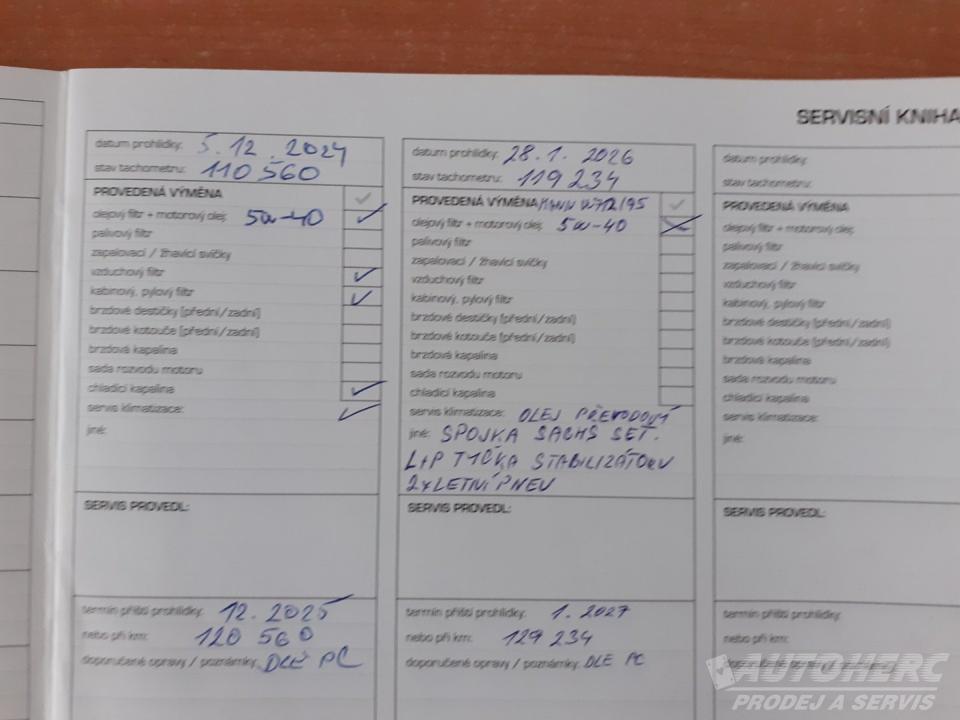 SERVISNÍ KNIHA
datum prohlídky: 5.12.2024
stav tachometru: 110 560
PROVEDENÁ VÝMĚNA
olejový filtr + motorový olej: 5W-40
palivový filtr
zapalovací / žhavící svíčky
vzduchový filtr
kabinový, pylový filtr
brzdové destičky (přední/zadní)
brzdové kotouče (přední/zadní)
brzdová kapalina
sada rozvodu motoru
chladící kapalina
servis klimatizace:
jiné:
SERVIS PROVEDL:
termín příští prohlídky: 12.2025
nebo při km: 120 560
doporučené opravy / poznámky: DLE PC
datum prohlídky: 28.1.2026
stav tachometru: 119 234
PROVEDENÁ VÝMĚNA MANN W712/95
olejový filtr + motorový olej: 5W-40
palivový filtr
zapalovací / žhavící svíčky
vzduchový filtr
kabinový, pylový filtr
brzdové destičky (přední/zadní)
brzdové kotouče (přední/zadní)
brzdová kapalina
sada rozvodu motoru
chladící kapalina
servis klimatizace: OLEJ PŘEVODOVÝ
jiné: SPOJKA SACHS SET.
L+P TYČKA STABILIZÁTORU
2x LETNÍ PNEU
SERVIS PROVEDL:
termín příští prohlídky: 1.2027
nebo při km: 129 234
doporučené opravy / poznámky: DLE PC
datum prohlídky:
stav tachometru:
PROVEDENÁ VÝMĚNA
olejový filtr + motorový olej:
palivový filtr
zapalovací / žhavící svíčky
vzduchový filtr
kabinový, pylový filtr
brzdové destičky (přední/zadní)
brzdové kotouče (přední/zadní)
brzdová kapalina
sada rozvodu motoru
chladící kapalina
servis klimatizace:
jiné:
SERVIS PROVEDL:
termín příští prohlídky:
nebo při km:
doporučené opravy / poznámky:
AUTOHERC
PRODEJ A SERVIS